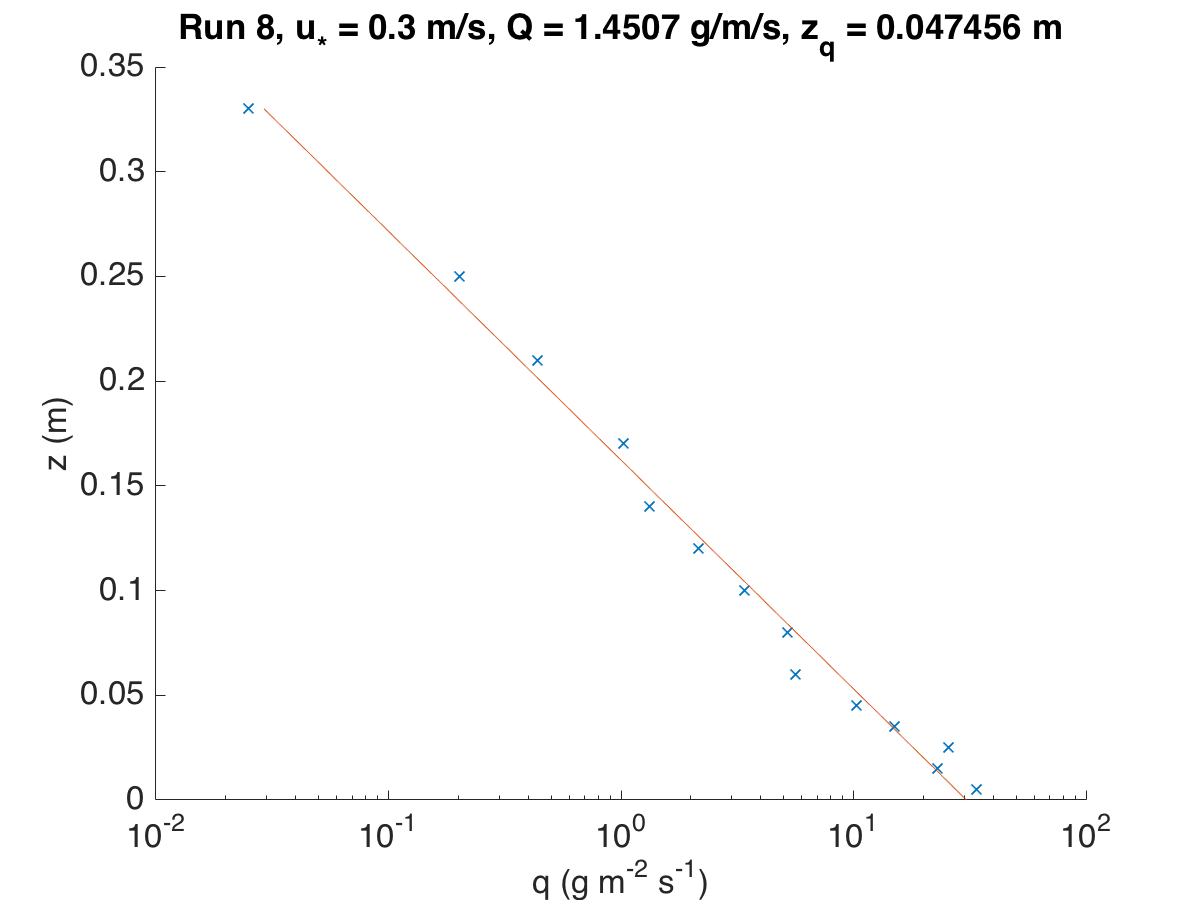 Run 8, u* = 0.3 m/s, Q = 1.4507 g/m/s, zq = 0.047456 m
0.35
0.3
0.25
0.2
0.15
0.1
0.05
0
z (m)
10-2 10-1 100 101 102
q (g m-2 s-1)